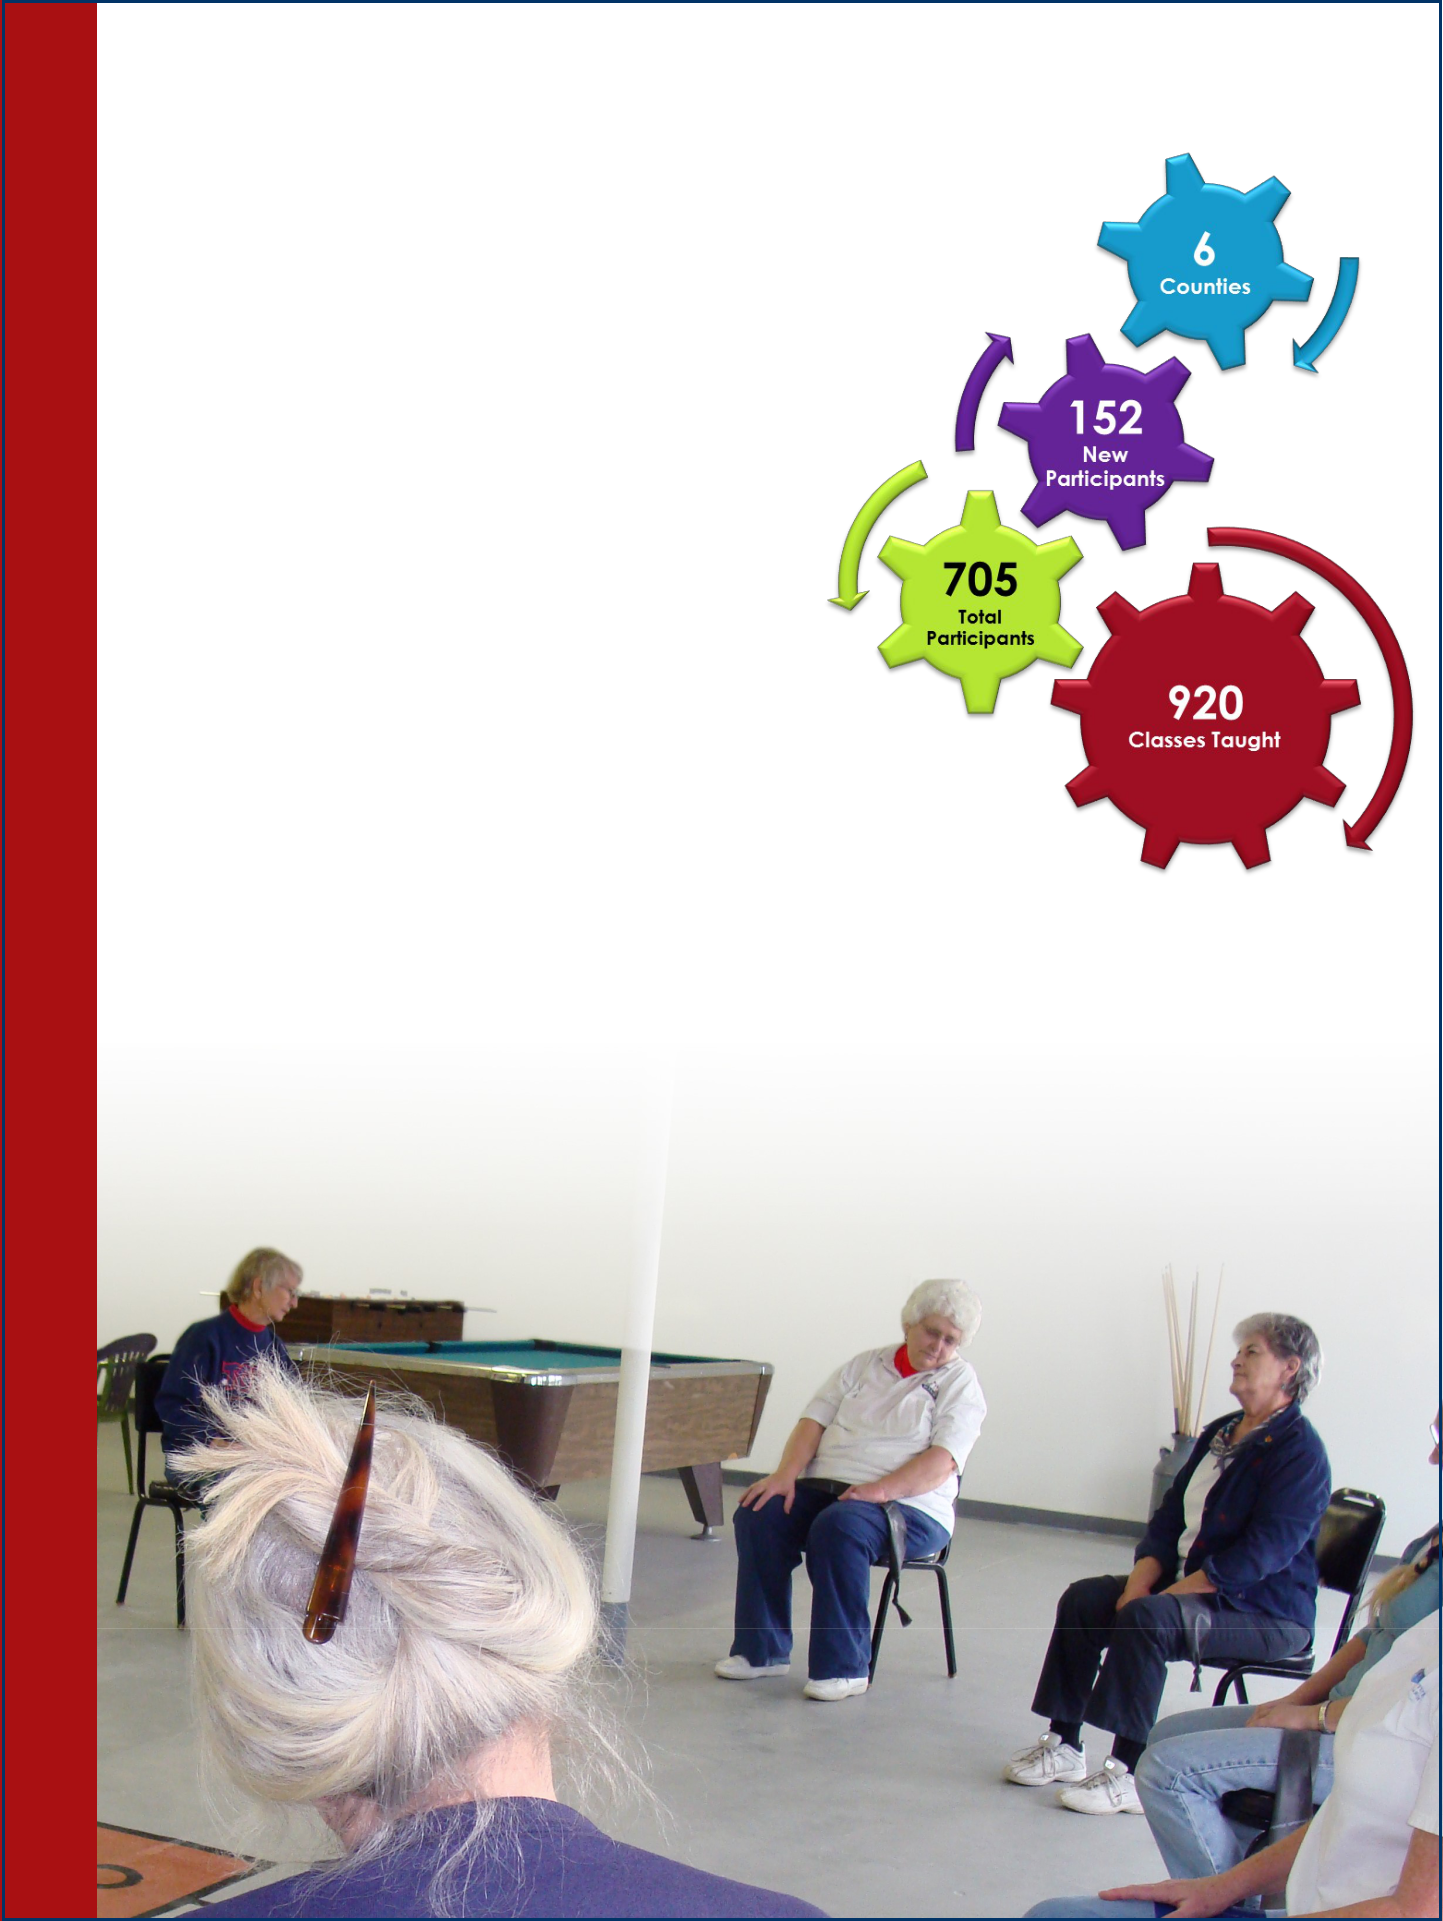 6
Counties
152
New
Participants
705
Total
Participants
920
Classes Taught